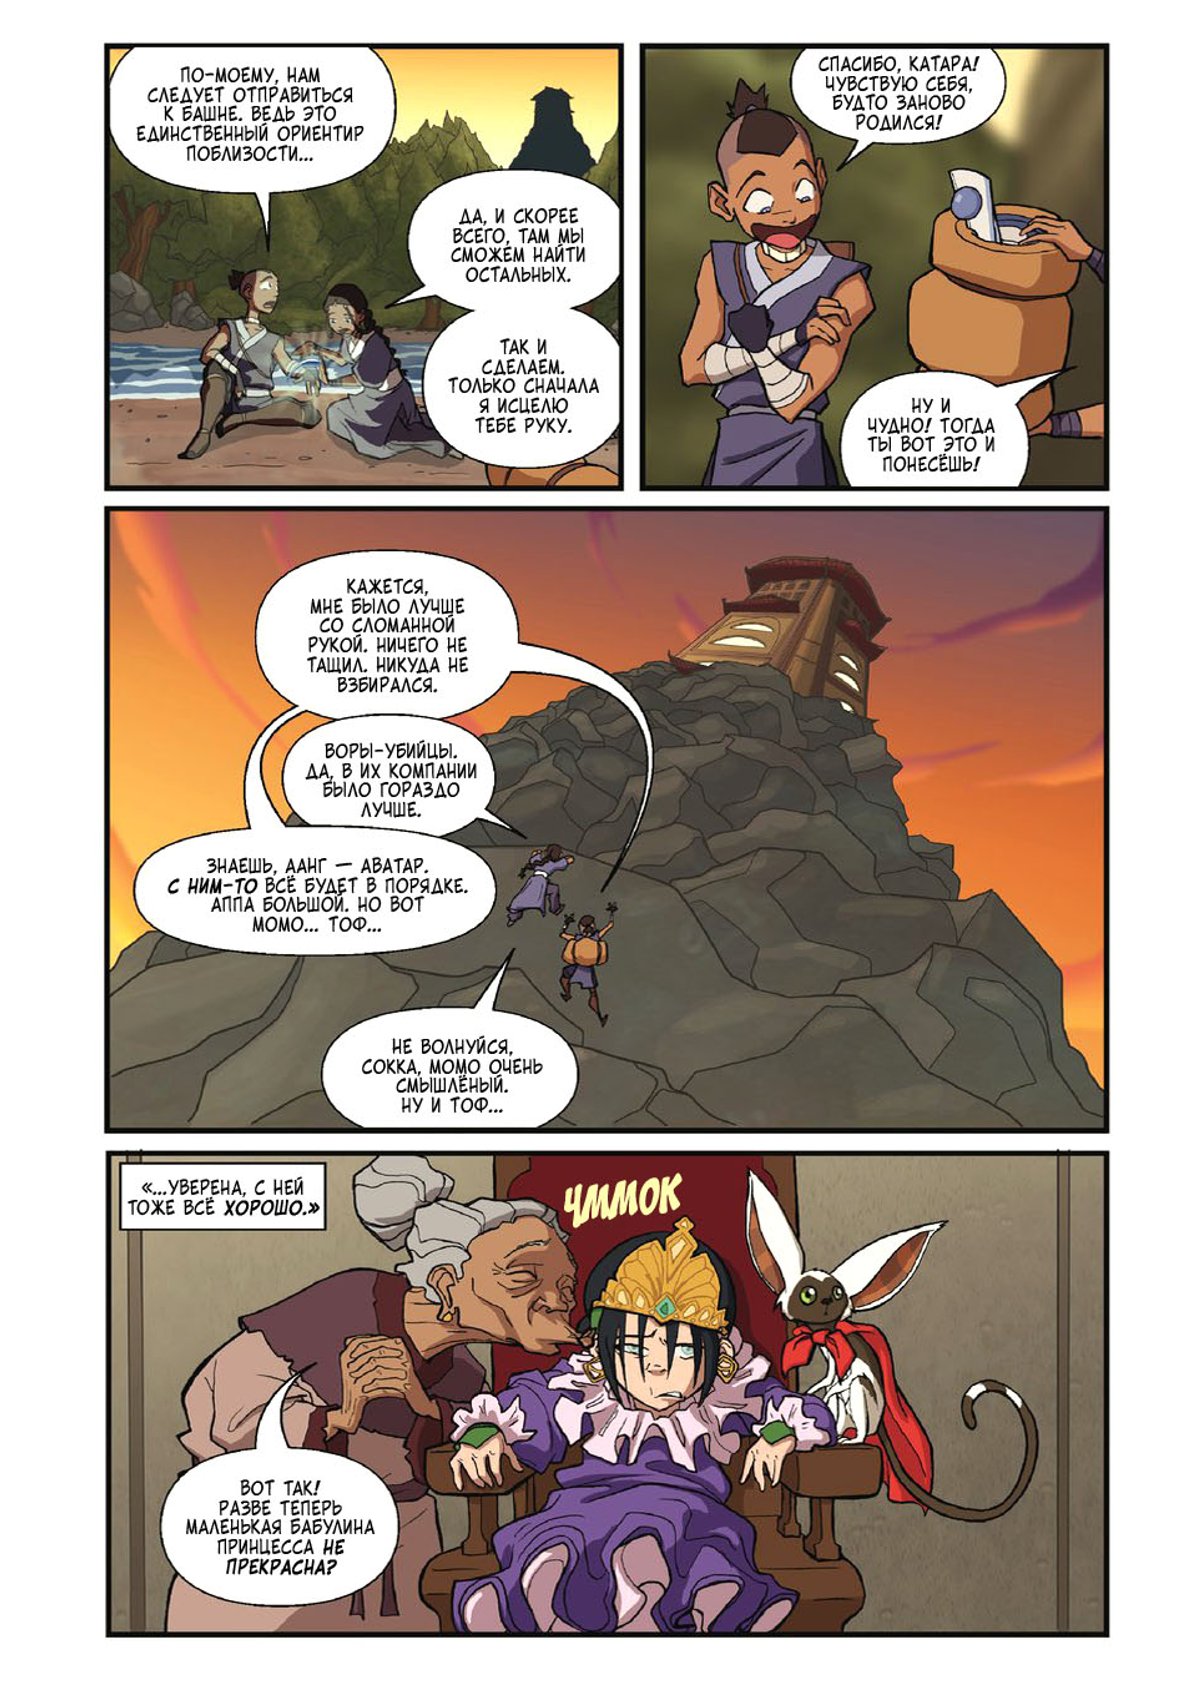 ПО-МОЕМУ, НАМ
СЛЕДУЕТ ОТПРАВИТЬСЯ
К БАШНЕ. ВЕДЬ ЭТО
ЕДИНСТВЕННЫЙ ОРИЕНТИР
ПОБЛИЗОСТИ...
ДА, И СКОРЕЕ
ВСЕГО, ТАМ МЫ
СМОЖЕМ НАЙТИ
ОСТАЛЬНЫХ.
ТАК И
СДЕЛАЕМ.
ТОЛЬКО СНАЧАЛА
Я ИСЦЕЛЮ
ТЕБЕ РУКУ.
СПАСИБО, КАТАРА!
ЧУВСТВУЮ СЕБЯ,
БУДТО ЗАНОВО
РОДИЛСЯ!
НУ И
ЧУДНО! ТОГДА
ТЫ ВОТ ЭТО И
ПОНЕСЁШЬ!
КАЖЕТСЯ,
МНЕ БЫЛО ЛУЧШЕ
СО СЛОМАННОЙ
РУКОЙ. НИЧЕГО НЕ
ТАЩИЛ. НИКУДА НЕ
ВЗБИРАЛСЯ.
ВОРЫ-УБИЙЦЫ.
ДА, В ИХ КОМПАНИИ
БЫЛО ГОРАЗДО
ЛУЧШЕ.
ЗНАЕШЬ, ААНГ — АВАТАР.
С НИМ-ТО ВСЁ БУДЕТ В ПОРЯДКЕ.
АППА БОЛЬШОЙ. НО ВОТ
МОМО... ТОФ...
НЕ ВОЛНУЙСЯ,
СОККА, МОМО ОЧЕНЬ
СМЫШЛЁНЫЙ.
НУ И ТОФ...
«...УВЕРЕНА, С НЕЙ
ТОЖЕ ВСЁ ХОРОШО.»
ЧММОК
ВОТ ТАК!
РАЗВЕ ТЕПЕРЬ
МАЛЕНЬКАЯ БАБУЛИНА
ПРИНЦЕССА НЕ
ПРЕКРАСНА?